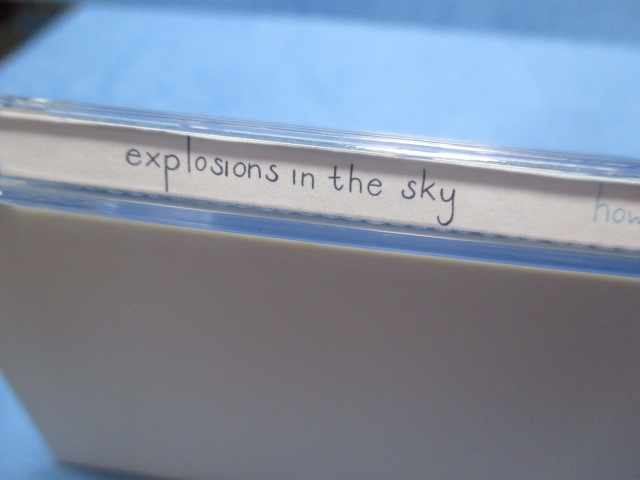 explosions in the sky